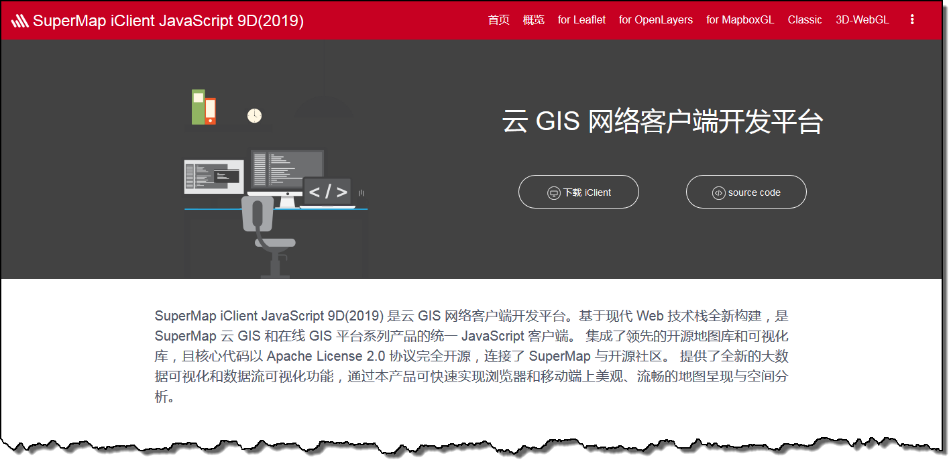 SuperMap iClient JavaScript 9D(2019)
首页 概览 for Leaflet for OpenLayers for MapboxGL Classic 3D-WebGL
云 GIS 网络客户端开发平台
</>
下载 iClient
source code
SuperMap iClient JavaScript 9D(2019) 是云 GIS 网络客户端开发平台。基于现代 Web 技术栈全新构建，是
SuperMap 云 GIS 和在线 GIS 平台系列产品的统一 JavaScript 客户端。 集成了领先的开源地图库和可视化
库，且核心代码以 Apache License 2.0 协议完全开源，连接了 SuperMap 与开源社区。 提供了全新的大数
据可视化和数据流可视化功能，通过本产品可快速实现浏览器和移动端上美观、流畅的地图呈现与空间分
析。